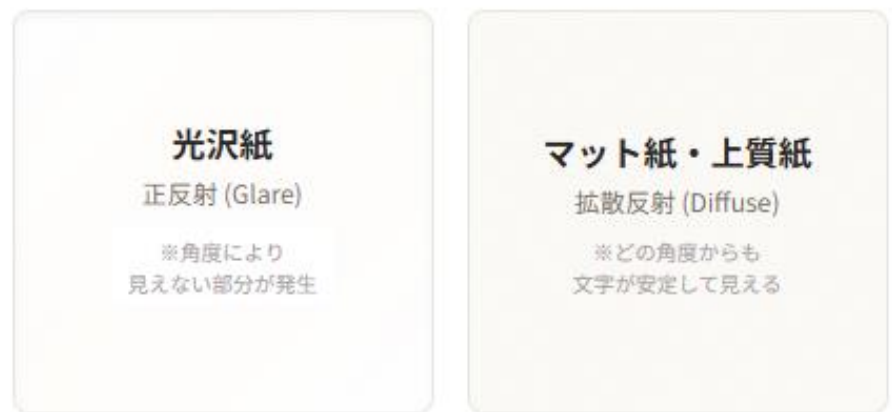 光沢紙
正反射 (Glare)
※角度により
見えない部分が発生
マット紙・上質紙
拡散反射 (Diffuse)
※どの角度からも
文字が安定して見える